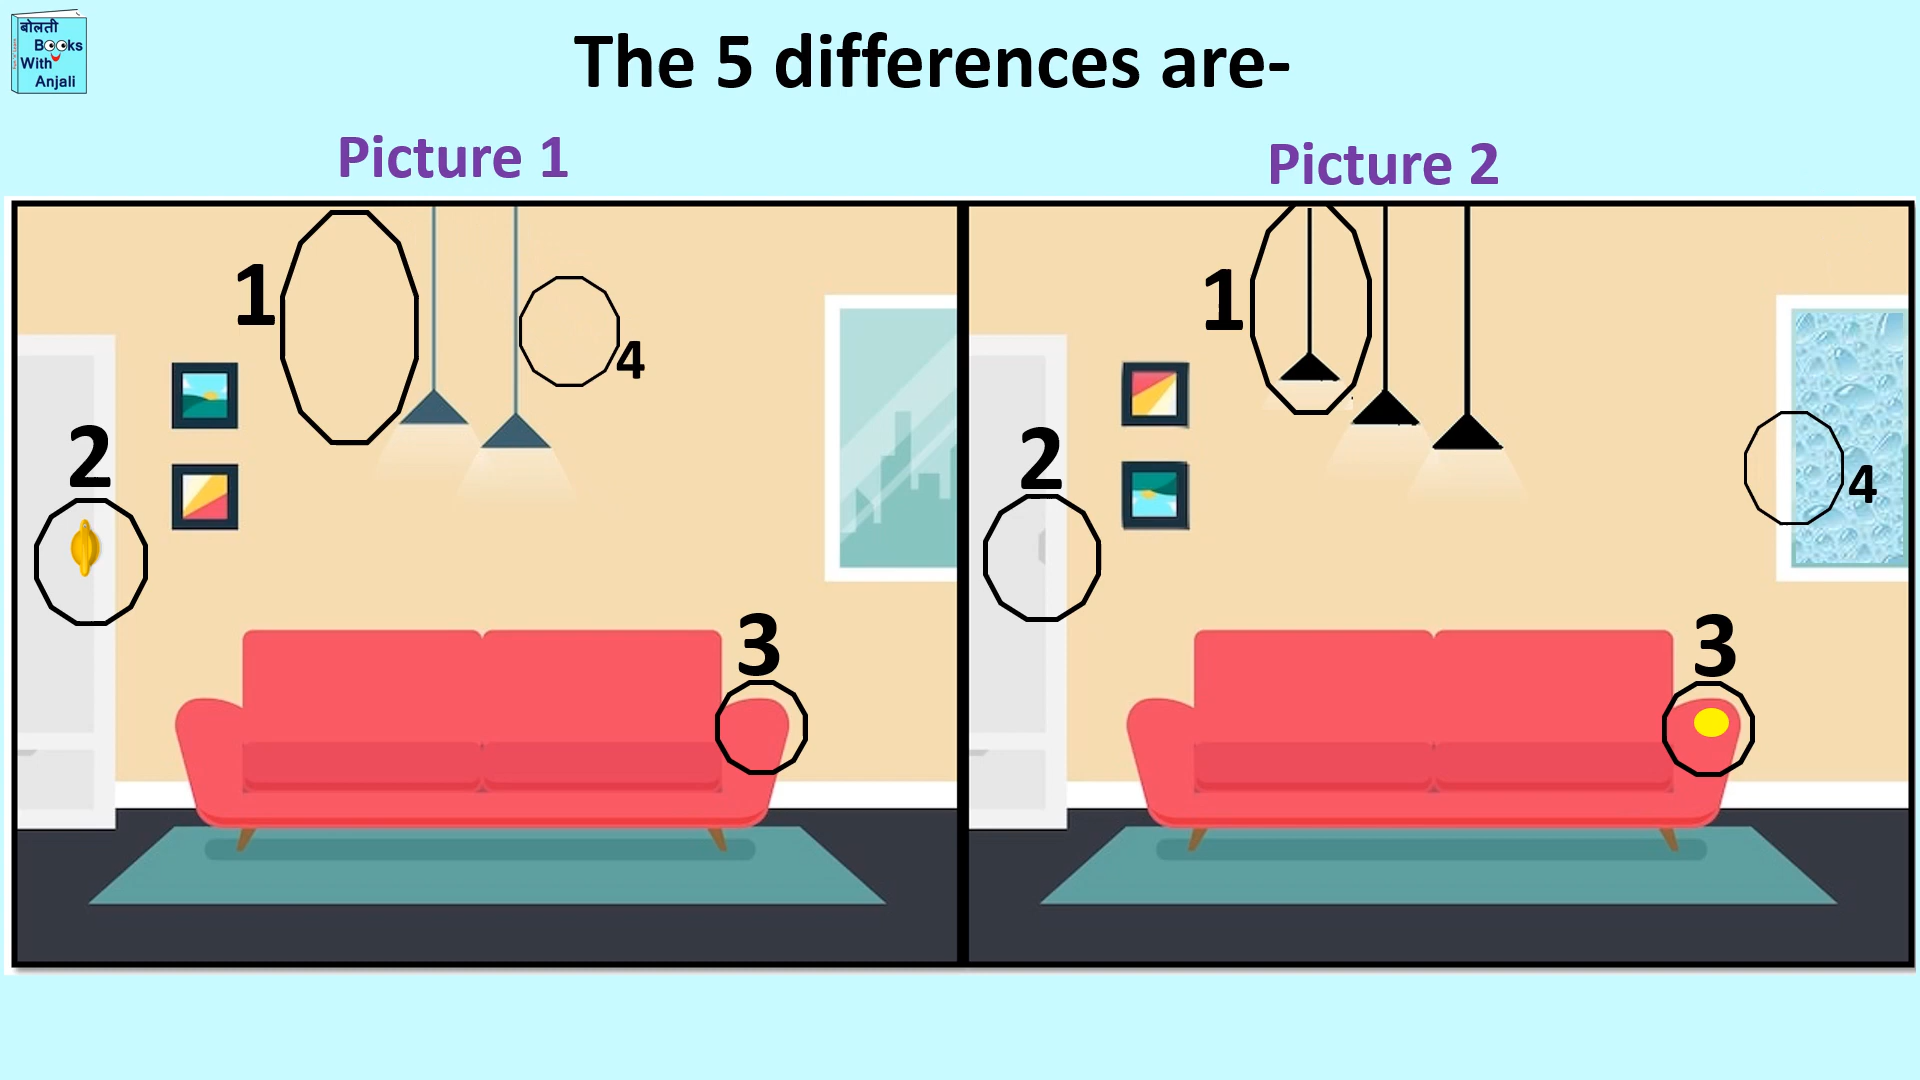 बोलती
Books
With
Anjali
The 5 differences are-
Picture 1
Picture 2
1
4
2
3
1
2
4
3